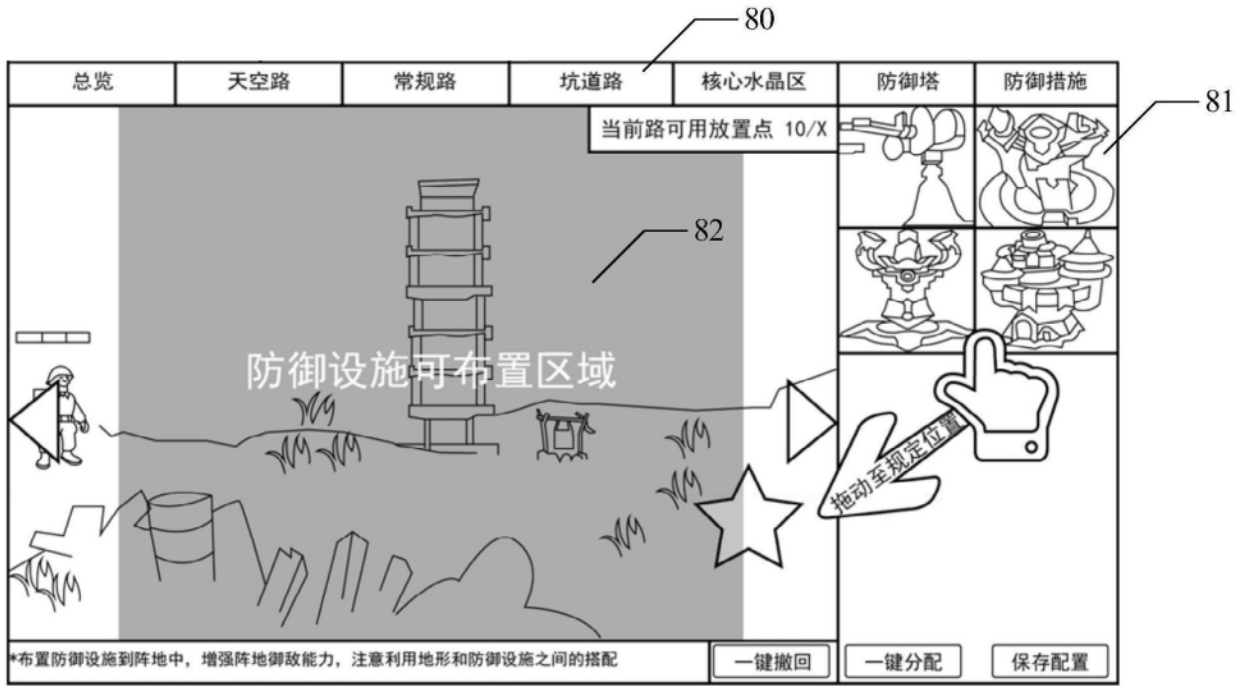 80
总览 天空路 常规路 坑道路 核心水晶区 防御塔 防御措施
81
当前路可用放置点 10/X
82
防御设施可布置区域
拖动至规定位置
*布置防御设施到阵地中，增强阵地御敌能力，注意利用地形和防御设施之间的搭配
一键撤回 一键分配 保存配置